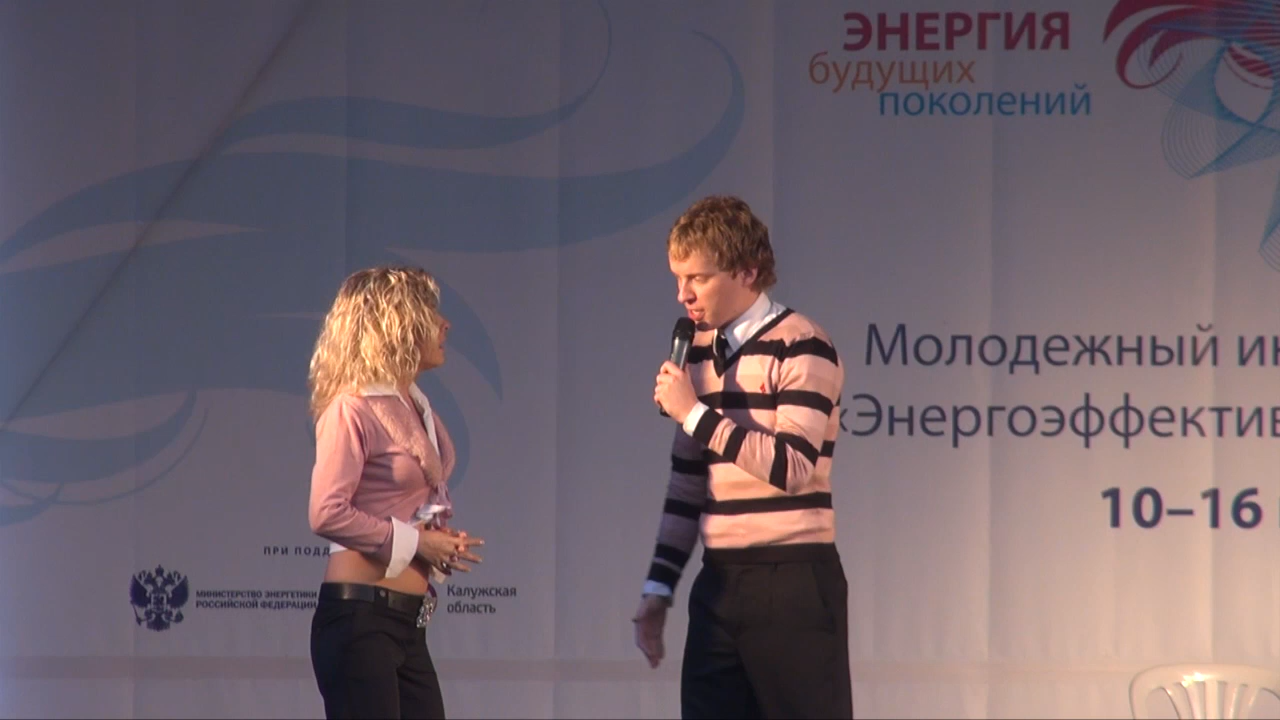 ЭНЕРГИЯ
будущих
поколений
Молодежный ин
«Энергоэффектив
10–16
ПРИ ПОДД
МИНИСТЕРСТВО ЭНЕРГЕТИКИ
РОССИЙСКОЙ ФЕДЕРАЦИИ
Калужская
область